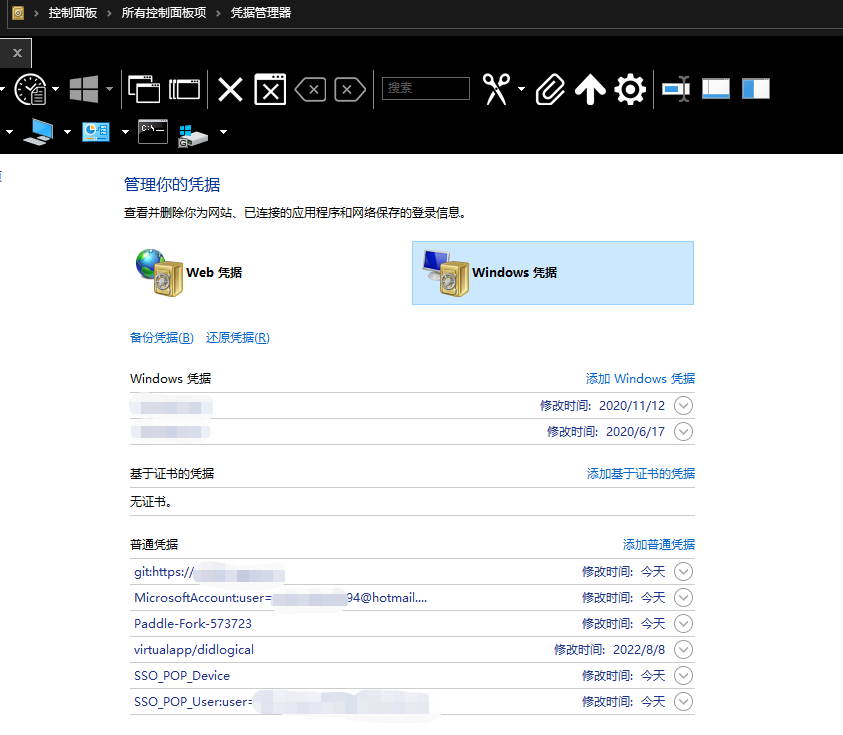 控制面板 › 所有控制面板项 › 凭据管理器
x
搜索
C:\
G
管理你的凭据
查看并删除你为网站、已连接的应用程序和网络保存的登录信息。
Web 凭据 Windows 凭据
备份凭据(B) 还原凭据(R)
Windows 凭据 添加 Windows 凭据
修改时间: 2020/11/12
修改时间: 2020/6/17
基于证书的凭据 添加基于证书的凭据
无证书。
普通凭据 添加普通凭据
git:https:// 修改时间: 今天
MicrosoftAccount:user= 94@hotmail.... 修改时间: 今天
Paddle-Fork-573723 修改时间: 今天
virtualapp/didlogical 修改时间: 2022/8/8
SSO_POP_Device 修改时间: 今天
SSO_POP_User:user= 修改时间: 今天